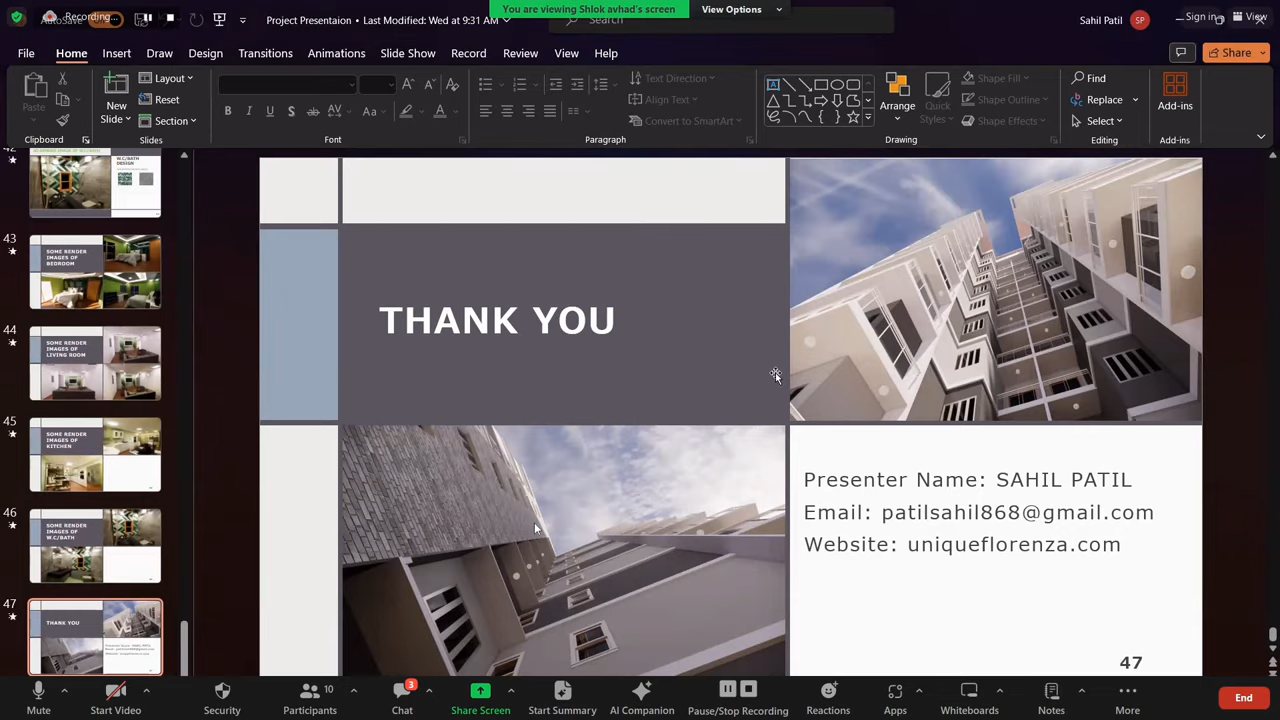 AutoSave
Recording...
Project Presentaion • Last Modified: Wed at 9:31 AM
You are viewing Shlok avhad's screen
View Options
Search
Sahil Patil
SP
Sign in
View
File
Home
Insert
Draw
Design
Transitions
Animations
Slide Show
Record
Review
View
Help
Share
Paste
New
Slide
Layout
Reset
Section
B I U S ab AV Aa A
Text Direction
Align Text
Convert to SmartArt
Arrange
Quick
Styles
Shape Fill
Shape Outline
Shape Effects
Find
Replace
Select
Add-ins
Clipboard
Slides
Font
Paragraph
Drawing
Editing
Add-ins
42
W.C/BATH
DESIGN
43
SOME RENDER
IMAGES OF
BEDROOM
44
SOME RENDER
IMAGES OF
LIVING ROOM
45
SOME RENDER
IMAGES OF
KITCHEN
46
SOME RENDER
IMAGES OF
W.C/BATH
47
THANK YOU
THANK YOU
Presenter Name: SAHIL PATIL
Email: patilsahil868@gmail.com
Website: uniqueflorenza.com
47
Mute
Start Video
Security
10
Participants
3
Chat
Share Screen
Start Summary
AI Companion
Pause/Stop Recording
Reactions
Apps
Whiteboards
Notes
More
End